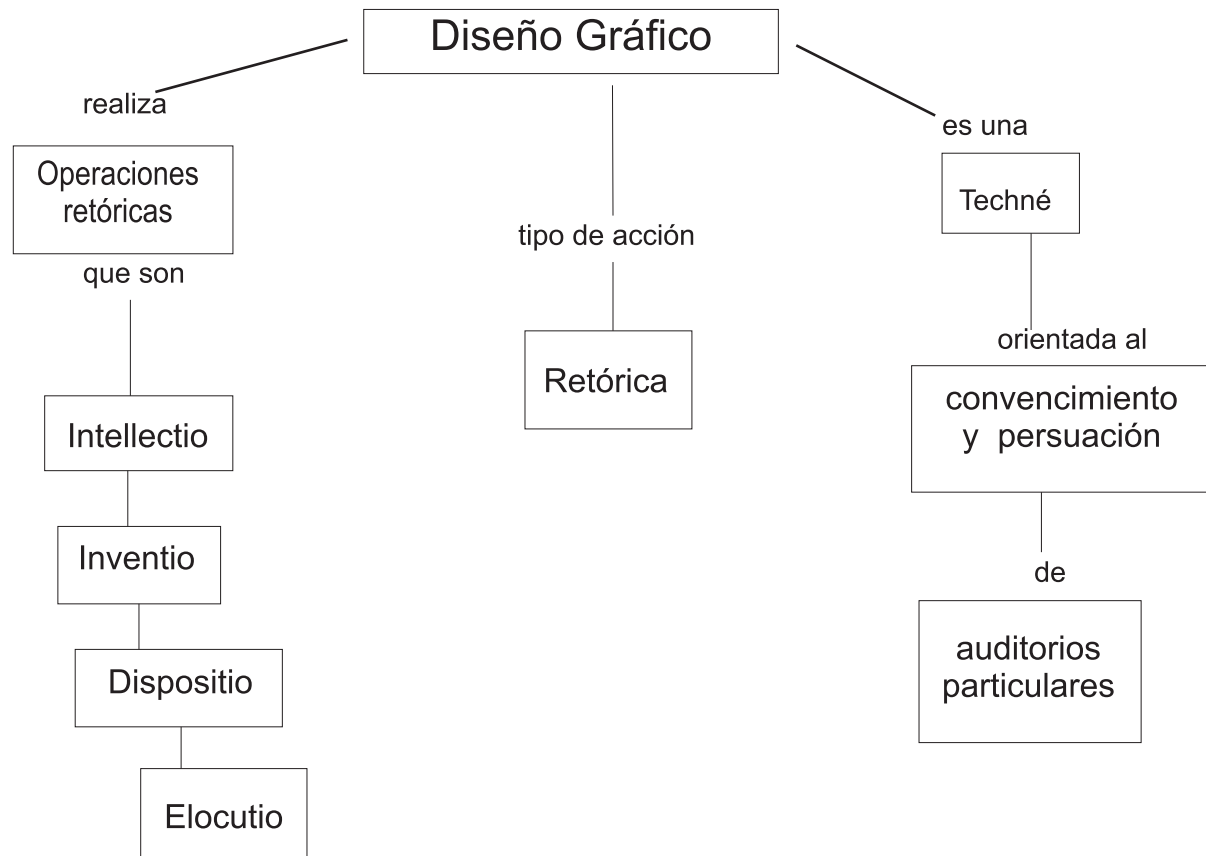 Diseño Gráfico
realiza
Operaciones
retóricas
que son
Intellectio
Inventio
Dispositio
Elocutio
tipo de acción
Retórica
es una
Techné
orientada al
convencimiento
y persuación
de
auditorios
particulares